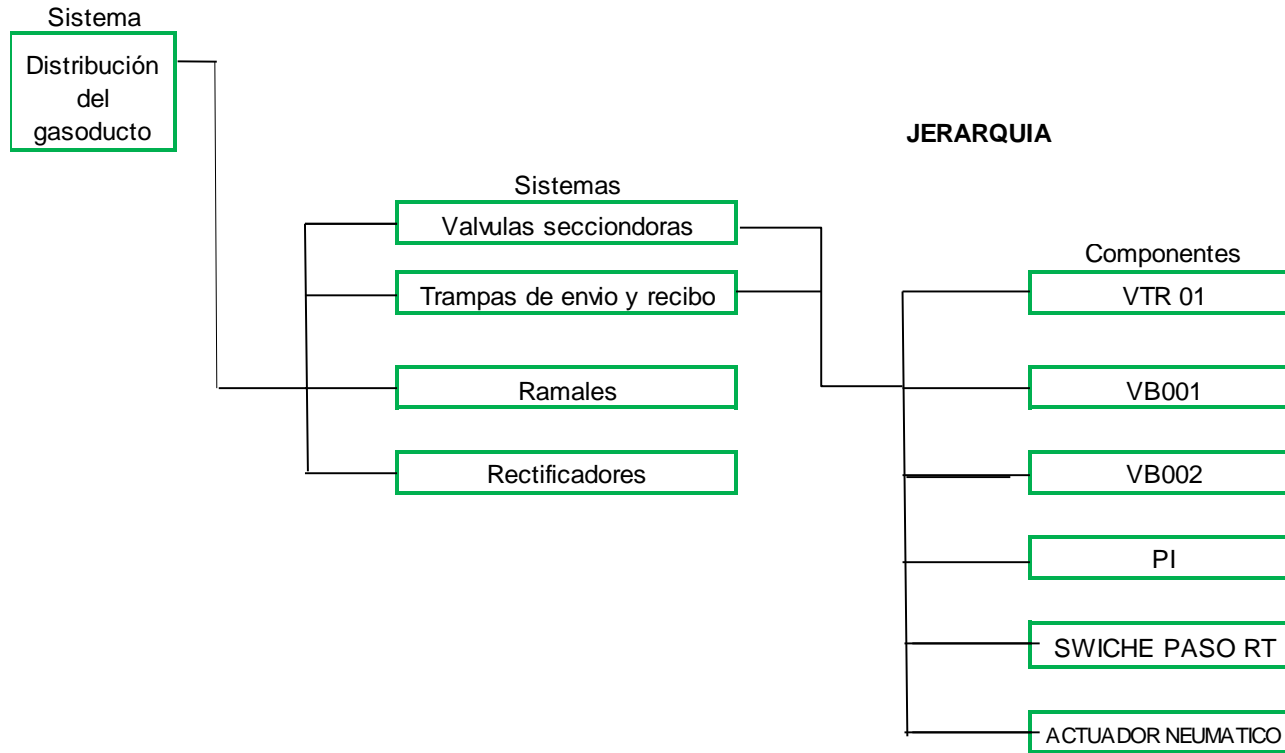 Sistema
Distribución
del
gasoducto
JERARQUIA
Sistemas
Valvulas secciondoras
Trampas de envio y recibo
Ramales
Rectificadores
Componentes
VTR 01
VB001
VB002
PI
SWICHE PASO RT
ACTUADOR NEUMATICO